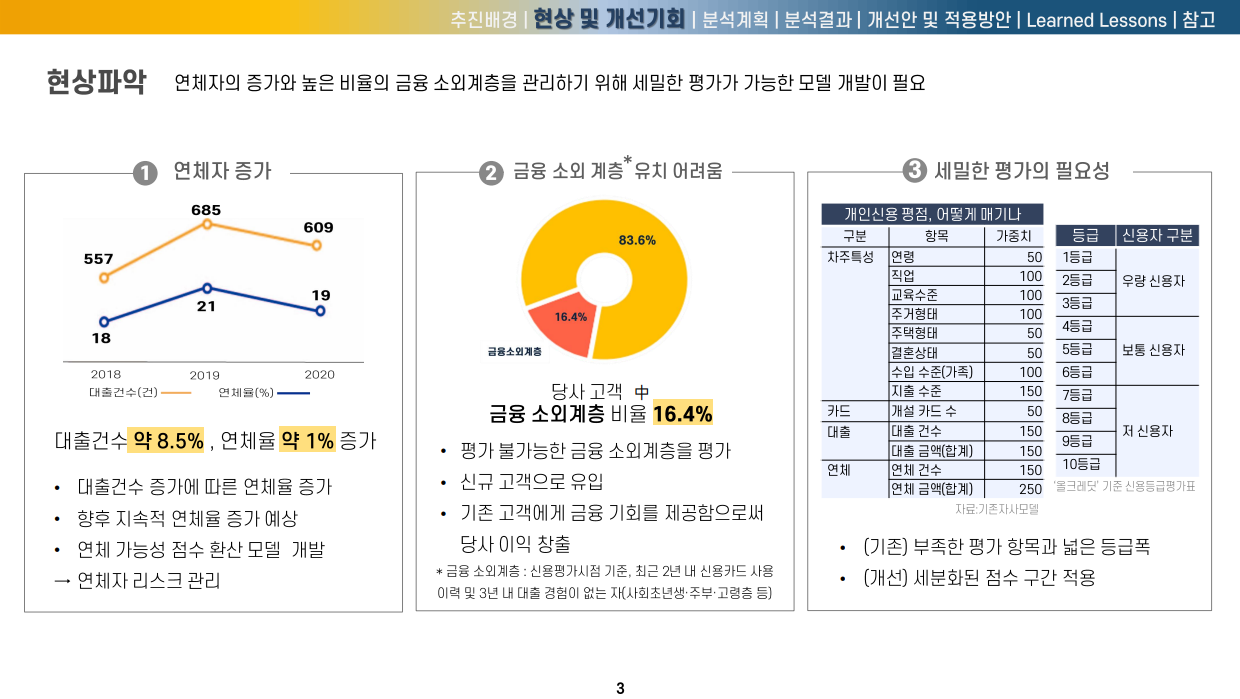 추진배경 | 현상 및 개선기회 | 분석계획 | 분석결과 | 개선안 및 적용방안 | Learned Lessons | 참고
현상파악 연체자의 증가와 높은 비율의 금융 소외계층을 관리하기 위해 세밀한 평가가 가능한 모델 개발이 필요
1 연체자 증가
685
609
557
21
19
18
2018 2019 2020
대출건수(건) 연체율(%)
대출건수 약 8.5% , 연체율 약 1% 증가
• 대출건수 증가에 따른 연체율 증가
• 향후 지속적 연체율 증가 예상
• 연체 가능성 점수 환산 모델 개발
→ 연체자 리스크 관리
2 금융 소외 계층* 유치 어려움
83.6%
16.4%
금융소외계층
당사 고객 中
금융 소외계층 비율 16.4%
• 평가 불가능한 금융 소외계층을 평가
• 신규 고객으로 유입
• 기존 고객에게 금융 기회를 제공함으로써
당사 이익 창출
* 금융 소외계층 : 신용평가시점 기준, 최근 2년 내 신용카드 사용
이력 및 3년 내 대출 경험이 없는 자(사회초년생·주부·고령층 등)
3 세밀한 평가의 필요성
개인신용 평점, 어떻게 매기나
구분 항목 가중치
차주특성 연령 50
직업 100
교육수준 100
주거형태 100
주택형태 50
결혼상태 50
수입 수준(가족) 100
지출 수준 150
카드 개설 카드 수 50
대출 대출 건수 150
대출 금액(합계) 150
연체 연체 건수 150
연체 금액(합계) 250
자료:기존자사모델
등급 신용자 구분
1등급
2등급 우량 신용자
3등급
4등급
5등급 보통 신용자
6등급
7등급
8등급 저 신용자
9등급
10등급
'올크레딧' 기준 신용등급평가표
• (기존) 부족한 평가 항목과 넓은 등급폭
• (개선) 세분화된 점수 구간 적용
3